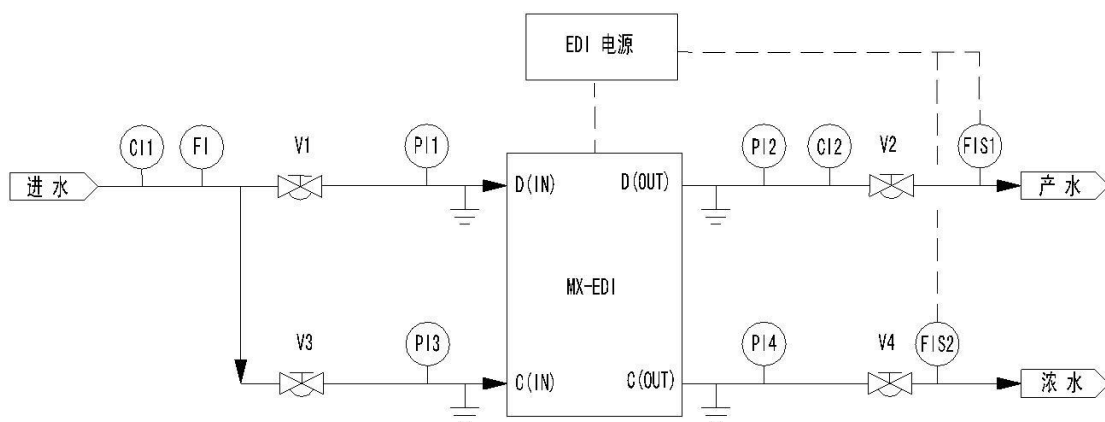 EDI 电源
CI1
FI
V1
PI1
PI2
CI2
V2
FIS1
进水
D(IN)
D(OUT)
产水
MX-EDI
V3
PI3
PI4
V4
FIS2
C(IN)
C(OUT)
浓水